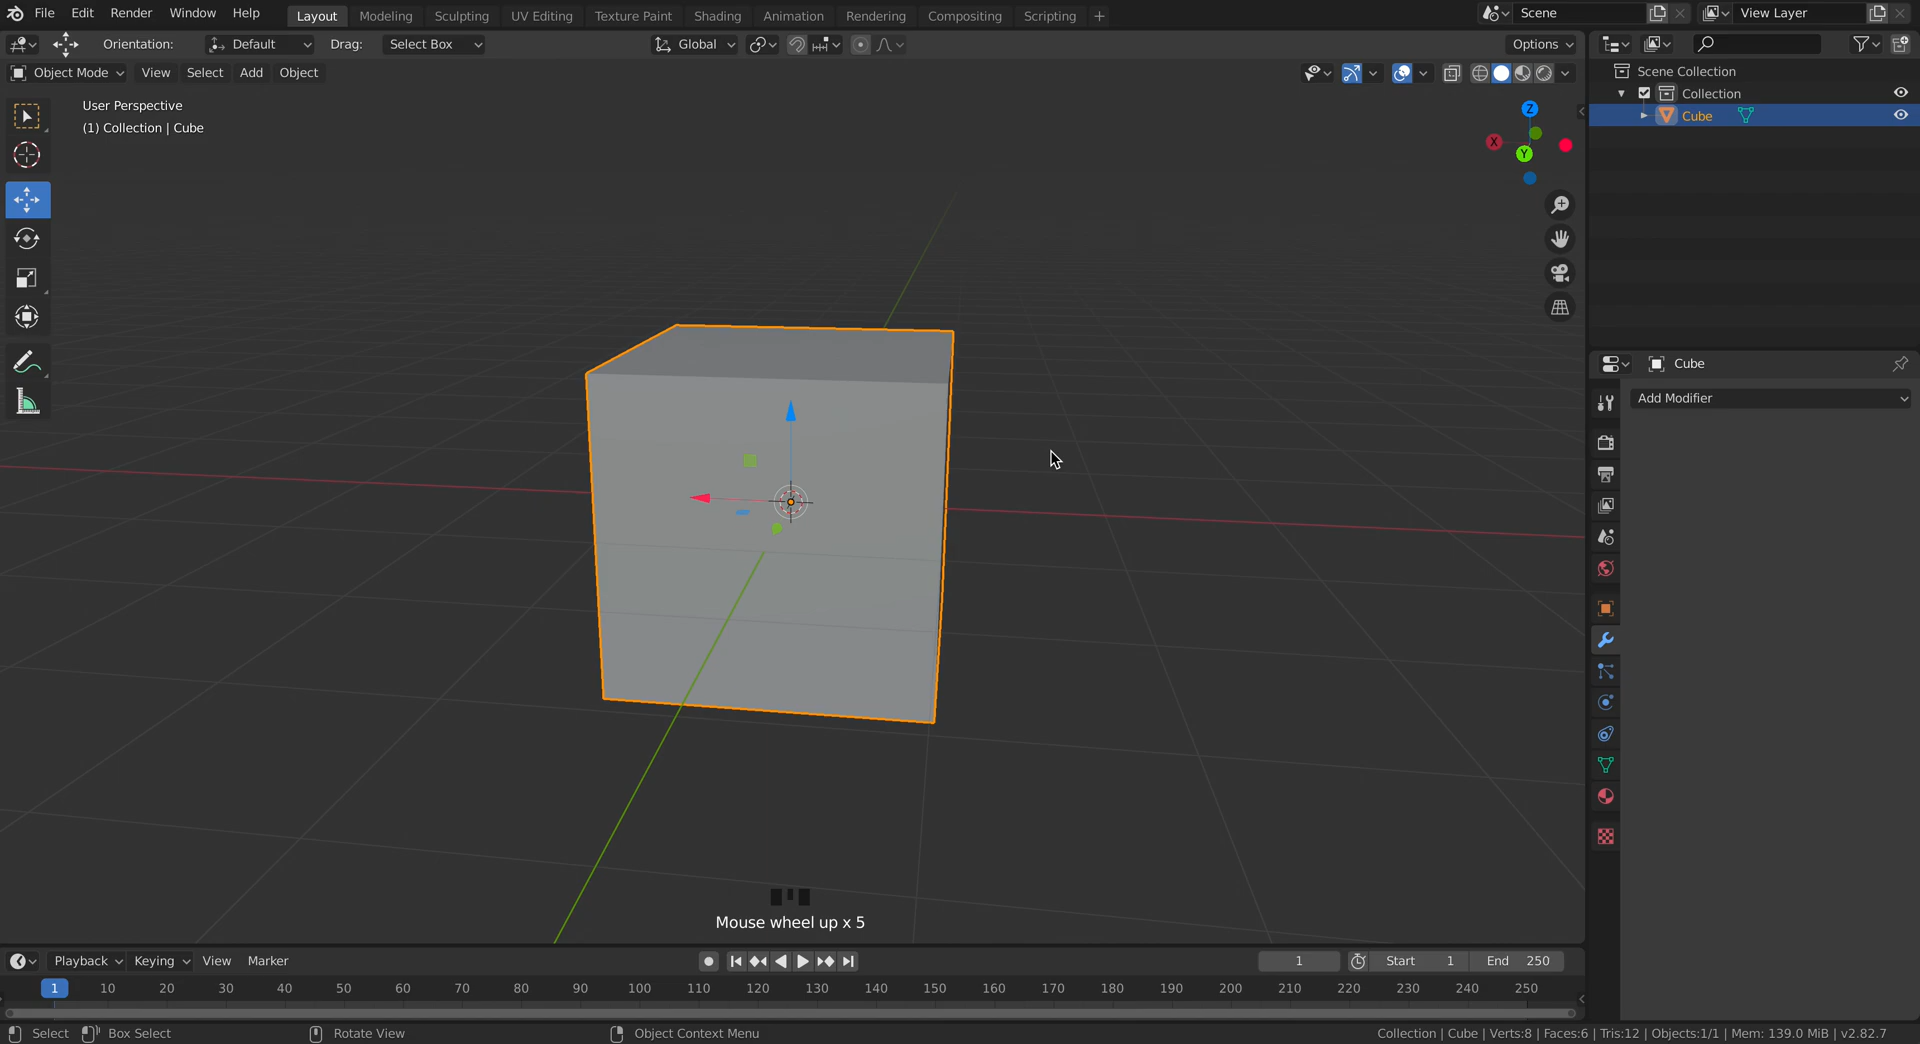 File Edit Render Window Help Layout Modeling Sculpting UV Editing Texture Paint Shading Animation Rendering Compositing Scripting + Scene View Layer
Orientation: Default Drag: Select Box Global Options
Object Mode View Select Add Object
Scene Collection
Collection
Cube
User Perspective
(1) Collection | Cube
Z
X
Y
Cube
Add Modifier
Mouse wheel up x 5
Playback Keying View Marker 1 Start 1 End 250
1 10 20 30 40 50 60 70 80 90 100 110 120 130 140 150 160 170 180 190 200 210 220 230 240 250
Select Box Select Rotate View Object Context Menu Collection | Cube | Verts:8 | Faces:6 | Tris:12 | Objects:1/1 | Mem: 139.0 MiB | v2.82.7